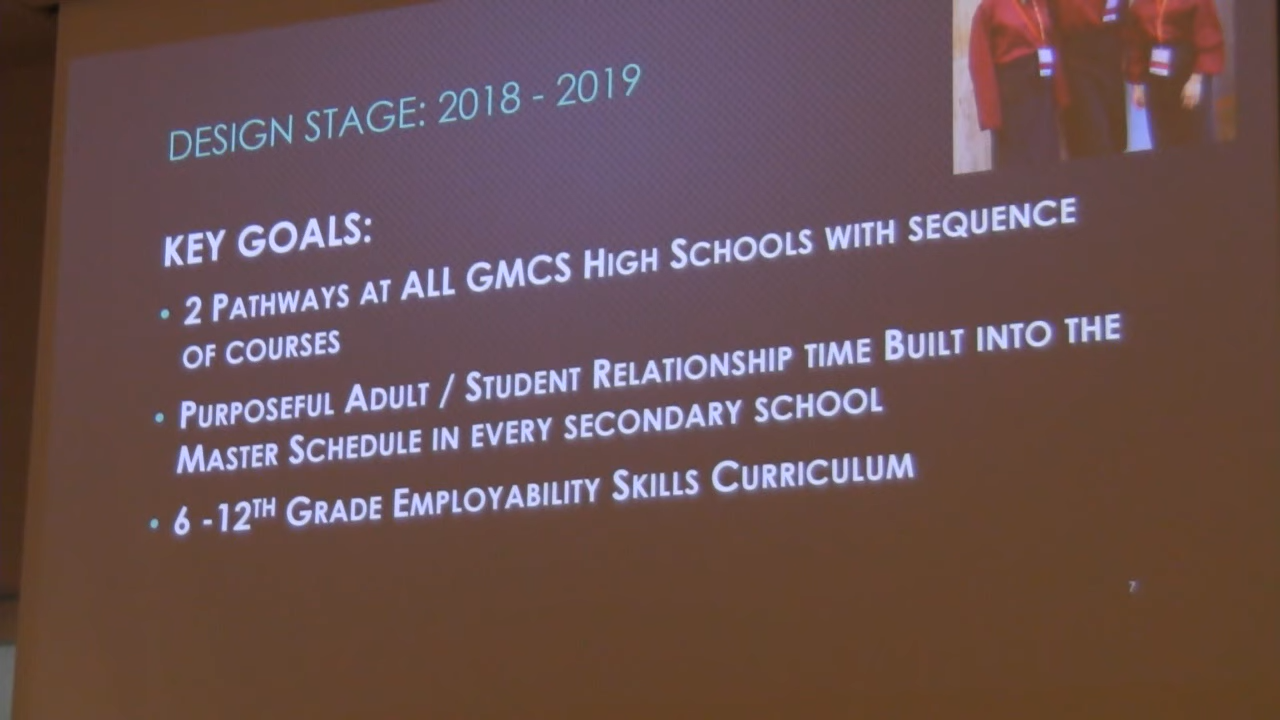 DESIGN STAGE: 2018 - 2019
KEY GOALS:
• 2 PATHWAYS AT ALL GMCS HIGH SCHOOLS WITH SEQUENCE
OF COURSES
• PURPOSEFUL ADULT / STUDENT RELATIONSHIP TIME BUILT INTO THE
MASTER SCHEDULE IN EVERY SECONDARY SCHOOL
• 6 -12TH GRADE EMPLOYABILITY SKILLS CURRICULUM
7